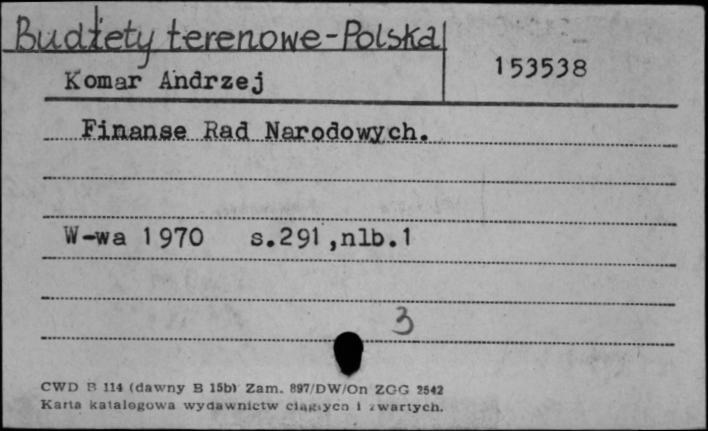 Budżety terenowe-Polska
Komar Andrzej
153538
Finanse Rad Narodowych.
W-wa 1970 s.291,nlb.1
3
CWD B 114 (dawny B 15b) Zam. 897/DW/On ZGG 2542
Karta katalogowa wydawnictw ciągłych i zwartych.